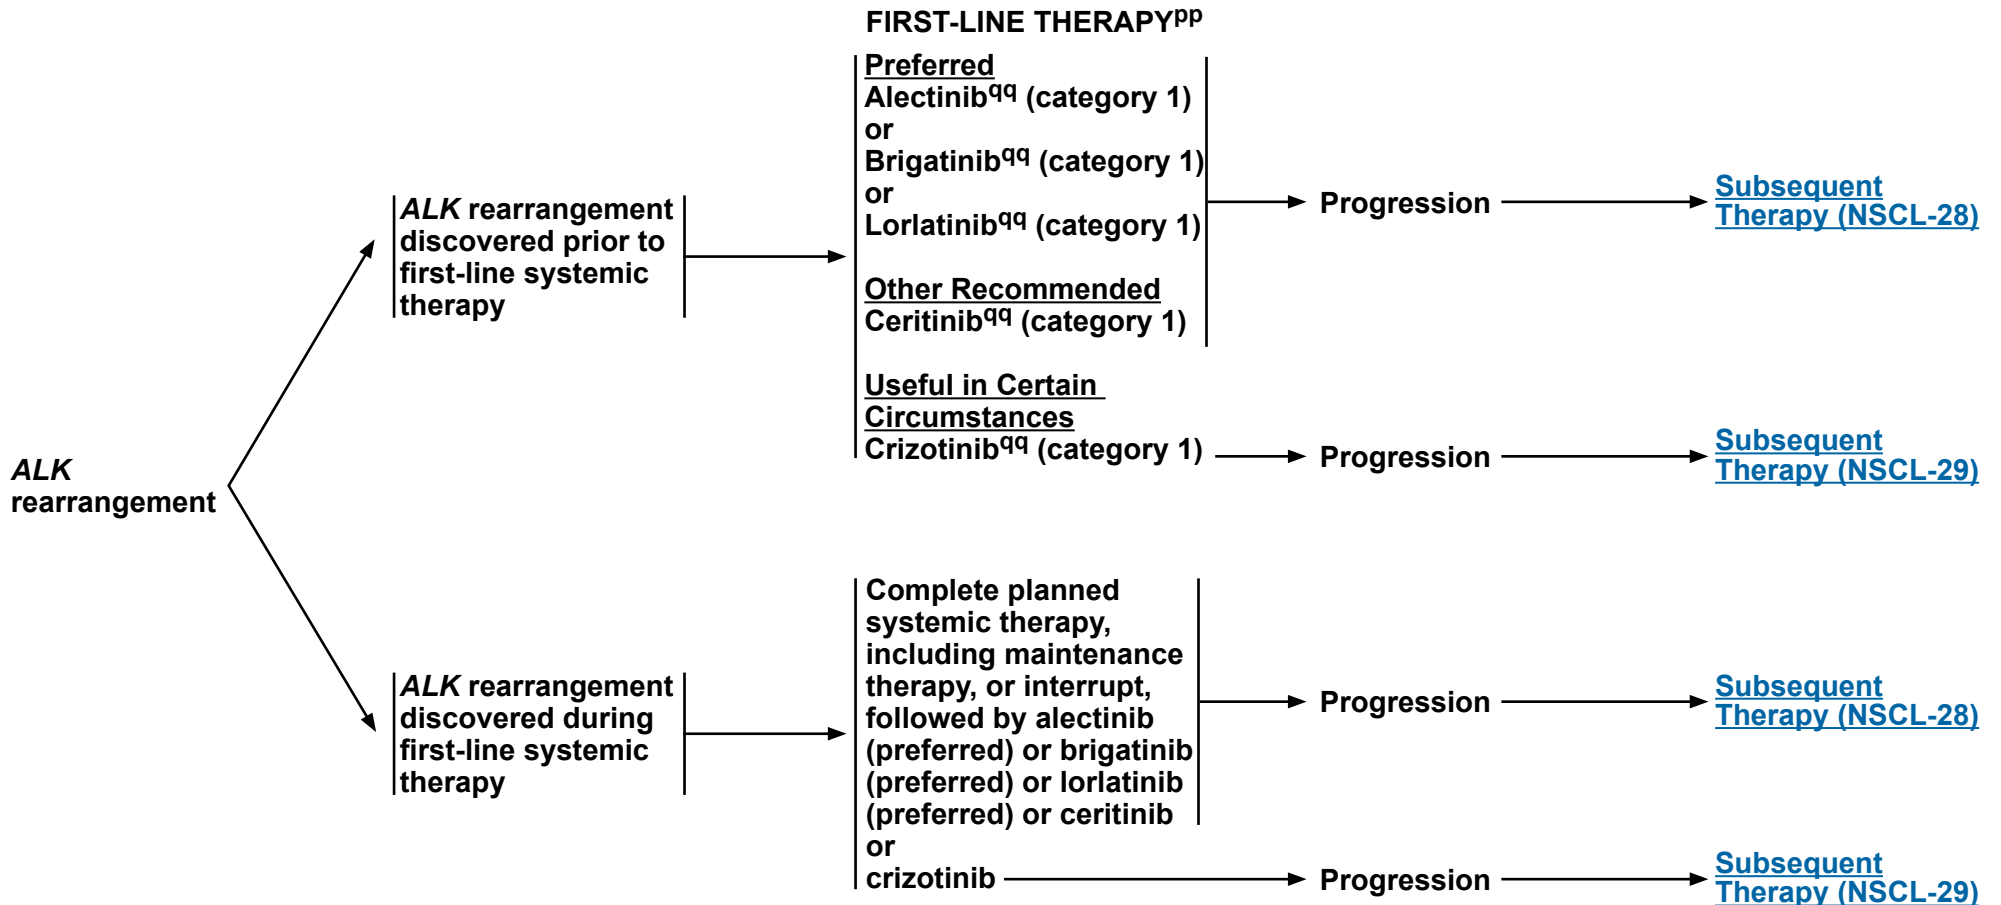 FIRST-LINE THERAPYpp
ALK
rearrangement
ALK rearrangement
discovered prior to
first-line systemic
therapy
Preferred
Alectinibqq (category 1)
or
Brigatinibqq (category 1)
or
Lorlatinibqq (category 1)
Other Recommended
Ceritinibqq (category 1)
Progression
Subsequent
Therapy (NSCL-28)
Useful in Certain
Circumstances
Crizotinibqq (category 1)
Progression
Subsequent
Therapy (NSCL-29)
ALK rearrangement
discovered during
first-line systemic
therapy
Complete planned
systemic therapy,
including maintenance
therapy, or interrupt,
followed by alectinib
(preferred) or brigatinib
(preferred) or lorlatinib
(preferred) or ceritinib
or
crizotinib
Progression
Subsequent
Therapy (NSCL-28)
Progression
Subsequent
Therapy (NSCL-29)